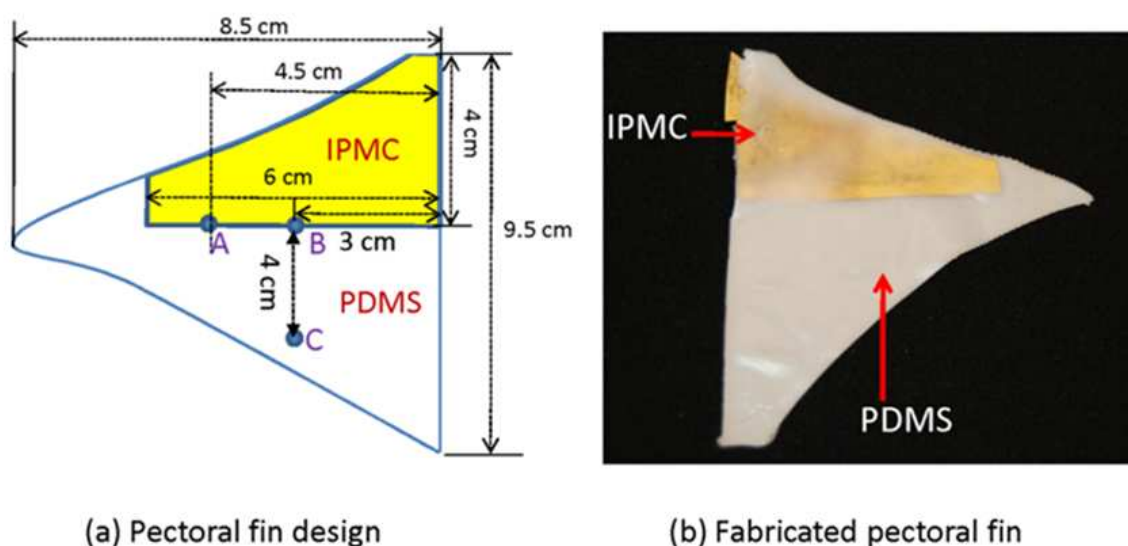 8.5 cm
4.5 cm
4 cm
IPMC
6 cm
9.5 cm
A
B
3 cm
4 cm
PDMS
C
IPMC
PDMS
(a) Pectoral fin design
(b) Fabricated pectoral fin